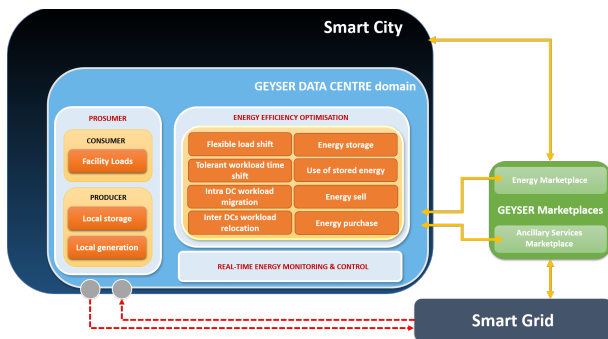 Smart City
GEYSER DATA CENTRE domain
PROSUMER
CONSUMER
Facility Loads
PRODUCER
Local storage
Local generation
ENERGY EFFICIENCY OPTIMISATION
Flexible load shift
Energy storage
Tolerant workload time
shift
Use of stored energy
Intra DC workload
migration
Energy sell
Inter DCs workload
relocation
Energy purchase
REAL-TIME ENERGY MONITORING & CONTROL
Energy Marketplace
GEYSER Marketplaces
Ancillary Services
Marketplace
Smart Grid